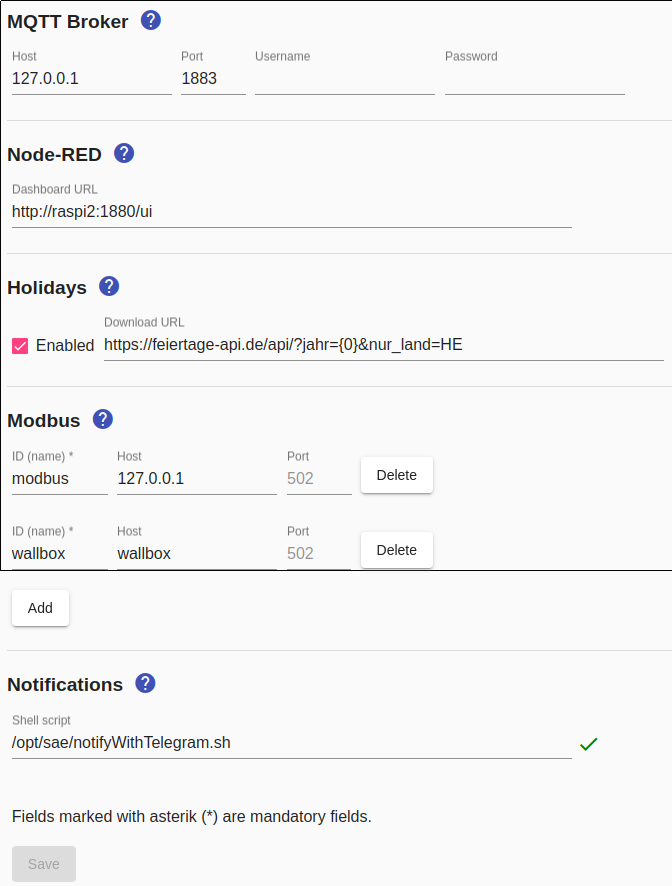 MQTT Broker ?
Host Port Username Password
127.0.0.1 1883
Node-RED ?
Dashboard URL
http://raspi2:1880/ui
Holidays ?
Download URL
Enabled https://feiertage-api.de/api/?jahr={0}&nur_land=HE
Modbus ?
ID (name) * Host Port
modbus 127.0.0.1 502 Delete
ID (name) * Host Port
wallbox wallbox 502 Delete
Add
Notifications ?
Shell script
/opt/sae/notifyWithTelegram.sh
Fields marked with asterik (*) are mandatory fields.
Save